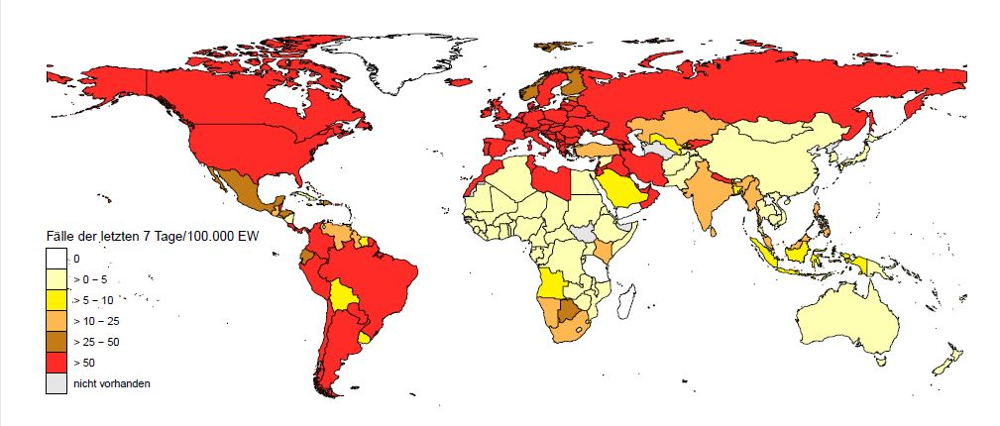 Fälle der letzten 7 Tage/100.000 EW
0
> 0 – 5
> 5 – 10
> 10 – 25
> 25 – 50
> 50
nicht vorhanden